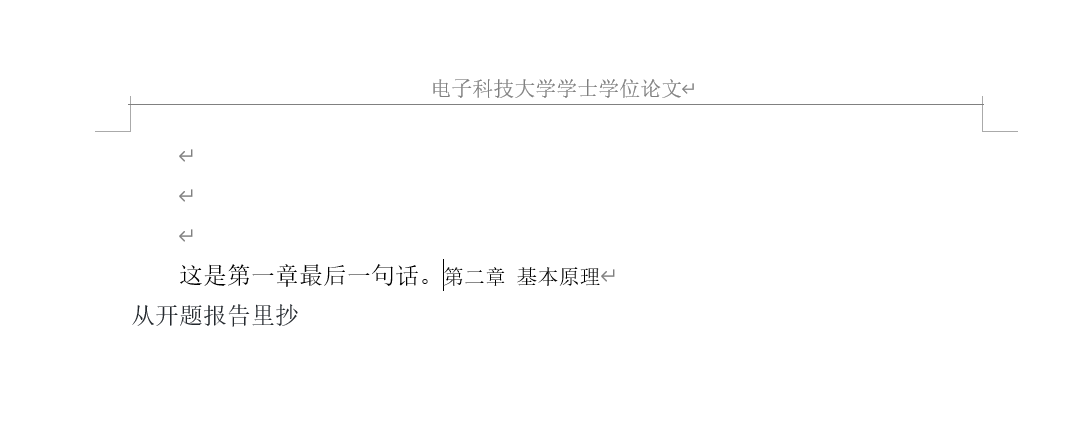 电子科技大学学士学位论文↵
↵
↵
↵
这是第一章最后一句话。第二章 基本原理↵
从开题报告里抄